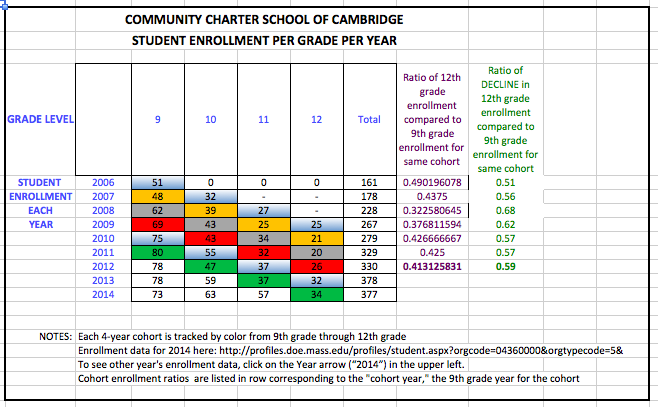 COMMUNITY CHARTER SCHOOL OF CAMBRIDGE
STUDENT ENROLLMENT PER GRADE PER YEAR
GRADE LEVEL 9 10 11 12 Total Ratio of 12th grade enrollment compared to 9th grade enrollment for same cohort Ratio of DECLINE in 12th grade enrollment compared to 9th grade enrollment for same cohort
STUDENT 2006 51 0 0 0 161 0.490196078 0.51
ENROLLMENT 2007 48 32 - - 178 0.4375 0.56
EACH 2008 62 39 27 - 228 0.322580645 0.68
YEAR 2009 69 43 25 25 267 0.376811594 0.62
2010 75 43 34 21 279 0.426666667 0.57
2011 80 55 32 20 329 0.425 0.57
2012 78 47 37 26 330 0.413125831 0.59
2013 78 59 37 32 378
2014 73 63 57 34 377
NOTES: Each 4-year cohort is tracked by color from 9th grade through 12th grade
Enrollment data for 2014 here: http://profiles.doe.mass.edu/profiles/student.aspx?orgcode=04360000&orgtypecode=5&
To see other year's enrollment data, click on the Year arrow ("2014") in the upper left.
Cohort enrollment ratios are listed in row corresponding to the "cohort year," the 9th grade year for the cohort